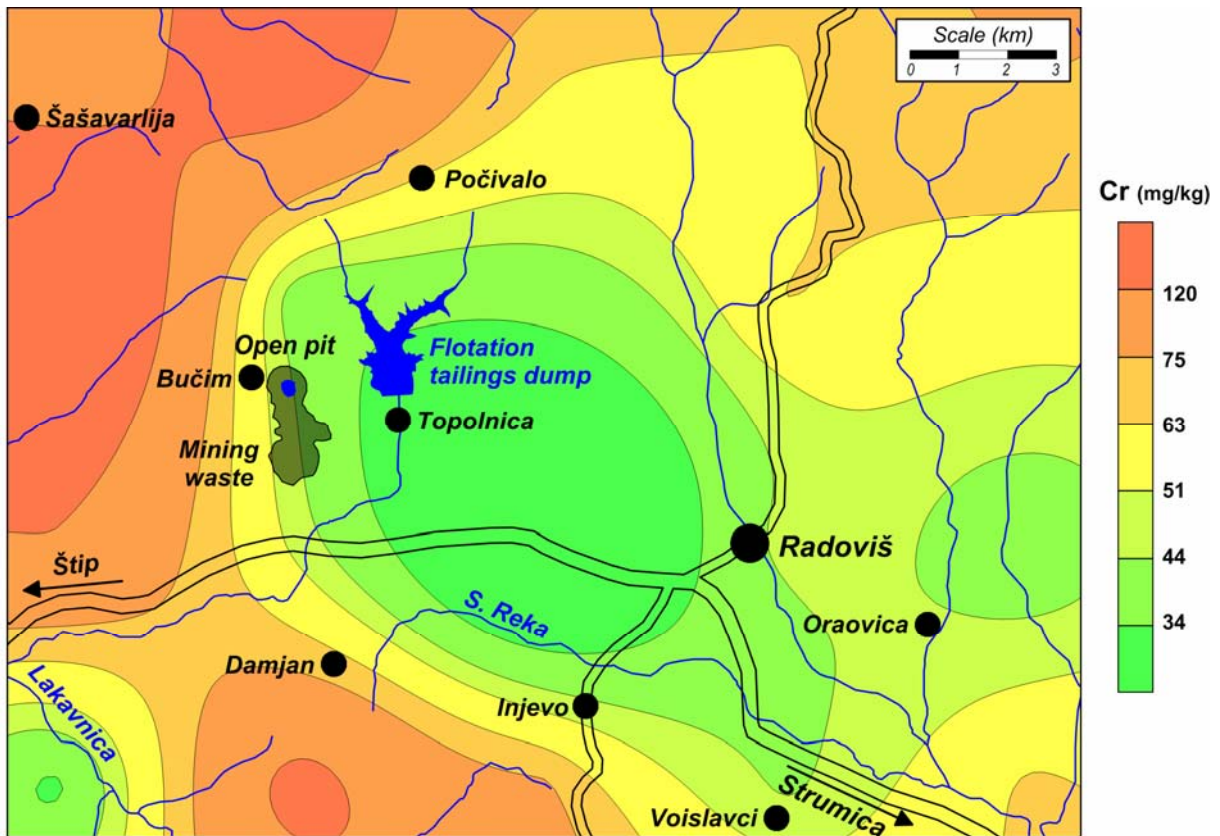 Scale (km)
0 1 2 3
Šašavarlija
Počivalo
Cr (mg/kg)
120
75
63
51
44
34
Open pit
Bučim
Flotation
tailings dump
Topolnica
Mining
waste
Radoviš
Štip
S. Reka
Oraovica
Damjan
Lakavnica
Injevo
Strumica
Voislavci